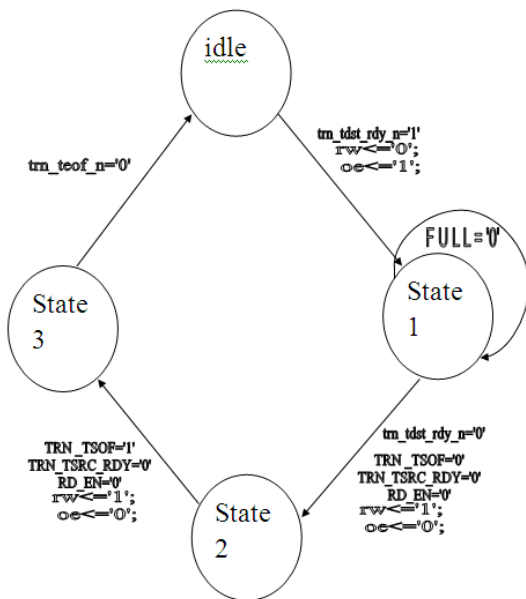 idle
trn_tdst_rdy_n='1'
rw<='0';
oe<='1';
trn_teof_n='0'
FULL='0'
State
1
State
3
trn_tdst_rdy_n='0'
TRN_TSOF='0'
TRN_TSRC_RDY='0'
RD_EN='0'
rw<='1';
oe<='0';
TRN_TSOF='1'
TRN_TSRC_RDY='0'
RD_EN='0'
rw<='1';
oe<='0';
State
2